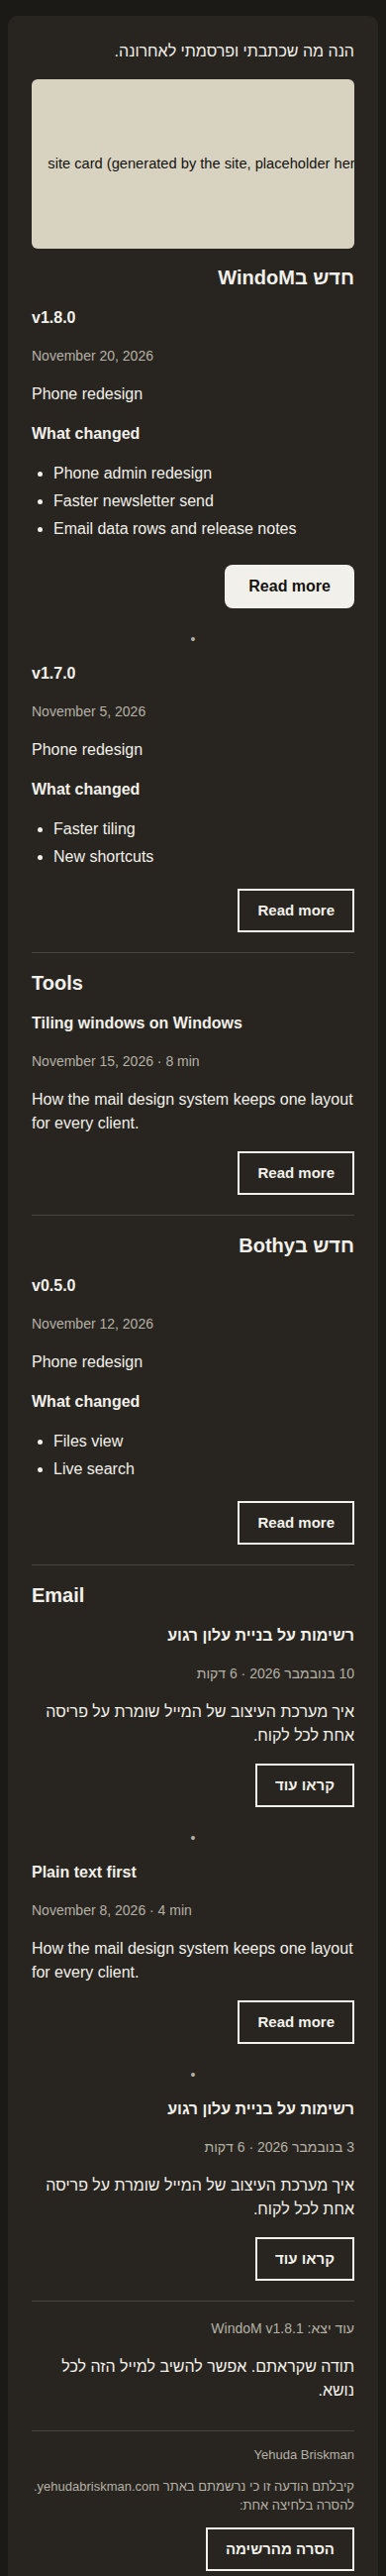 הנה מה שכתבתי ופרסמתי לאחרונה.
site card (generated by the site, placeholder her
חדש בWindoM
v1.8.0
November 20, 2026
Phone redesign
What changed
• Phone admin redesign
• Faster newsletter send
• Email data rows and release notes
Read more
•
v1.7.0
November 5, 2026
Phone redesign
What changed
• Faster tiling
• New shortcuts
Read more
Tools
Tiling windows on Windows
November 15, 2026 · 8 min
How the mail design system keeps one layout
for every client.
Read more
חדש בBothy
v0.5.0
November 12, 2026
Phone redesign
What changed
• Files view
• Live search
Read more
Email
רשימות על בניית עלון רגוע
10 בנובמבר 2026 · 6 דקות
איך מערכת העיצוב של המייל שומרת על פריסה
אחת לכל לקוח.
קראו עוד
•
Plain text first
November 8, 2026 · 4 min
How the mail design system keeps one layout
for every client.
Read more
•
רשימות על בניית עלון רגוע
3 בנובמבר 2026 · 6 דקות
איך מערכת העיצוב של המייל שומרת על פריסה
אחת לכל לקוח.
קראו עוד
עוד יצא: WindoM v1.8.1
תודה שקראתם. אפשר להשיב למייל הזה לכל
נושא.
Yehuda Briskman
קיבלתם הודעה זו כי נרשמתם באתר yehudabriskman.com.
להסרה בלחיצה אחת:
הסרה מהרשימה